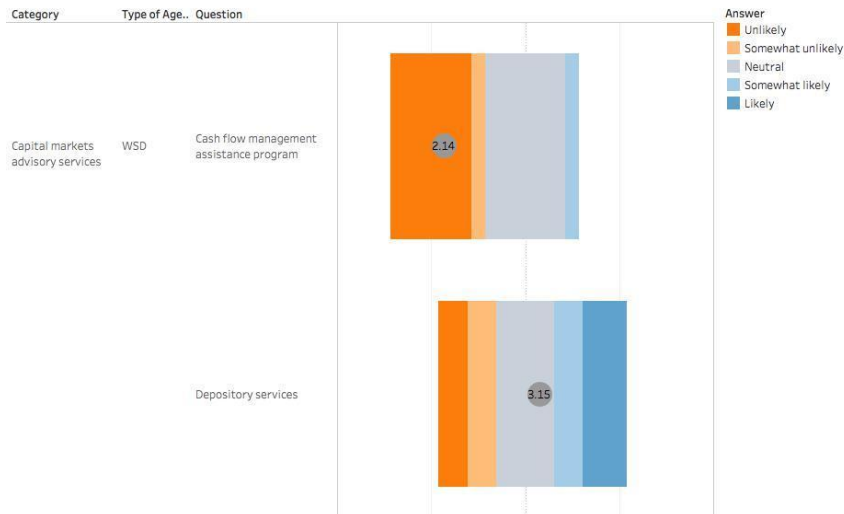 Category
Type of Age..
Question
Answer
Unlikely
Somewhat unlikely
Neutral
Somewhat likely
Likely
Capital markets
advisory services
WSD
Cash flow management
assistance program
2.14
Depository services
3.15